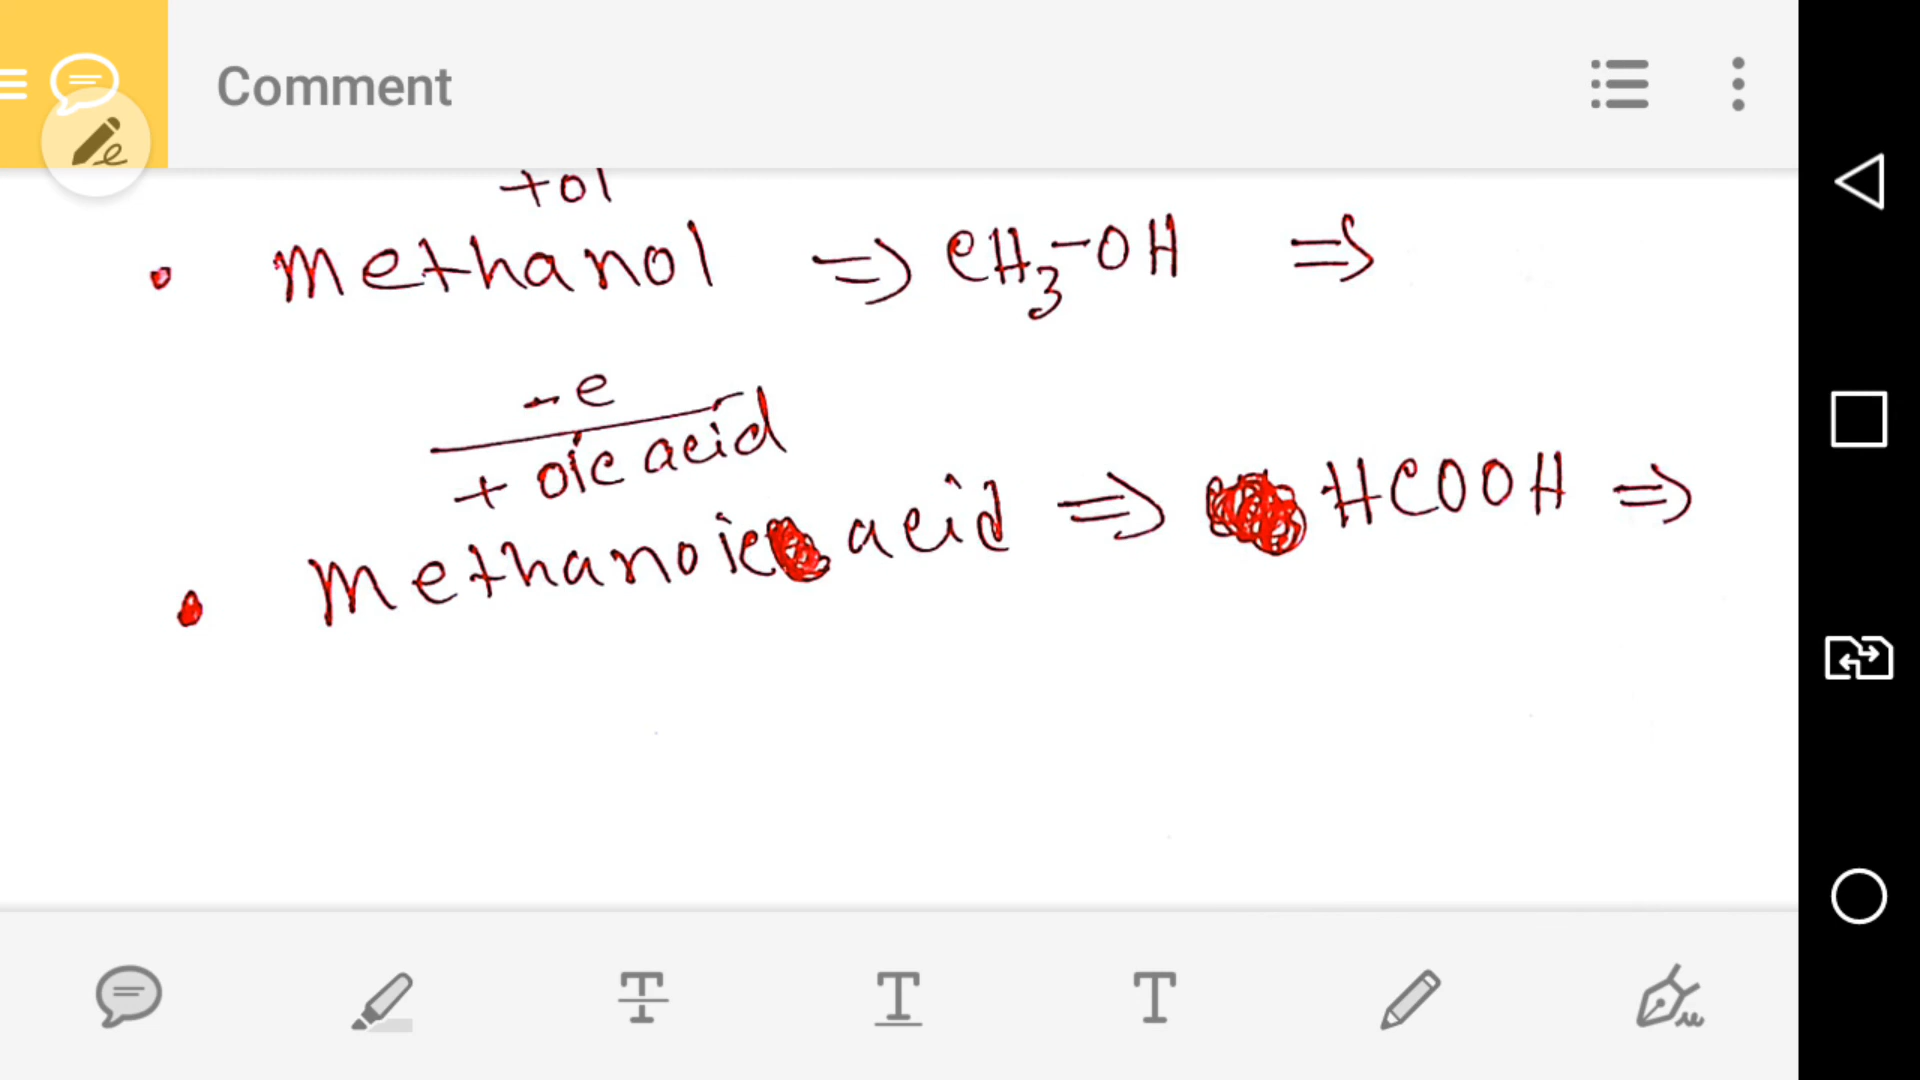 Comment
+ol
• methanol ⇒ CH3-OH ⇒
-e
+ oic acid
• methanoic acid ⇒ HCOOH ⇒